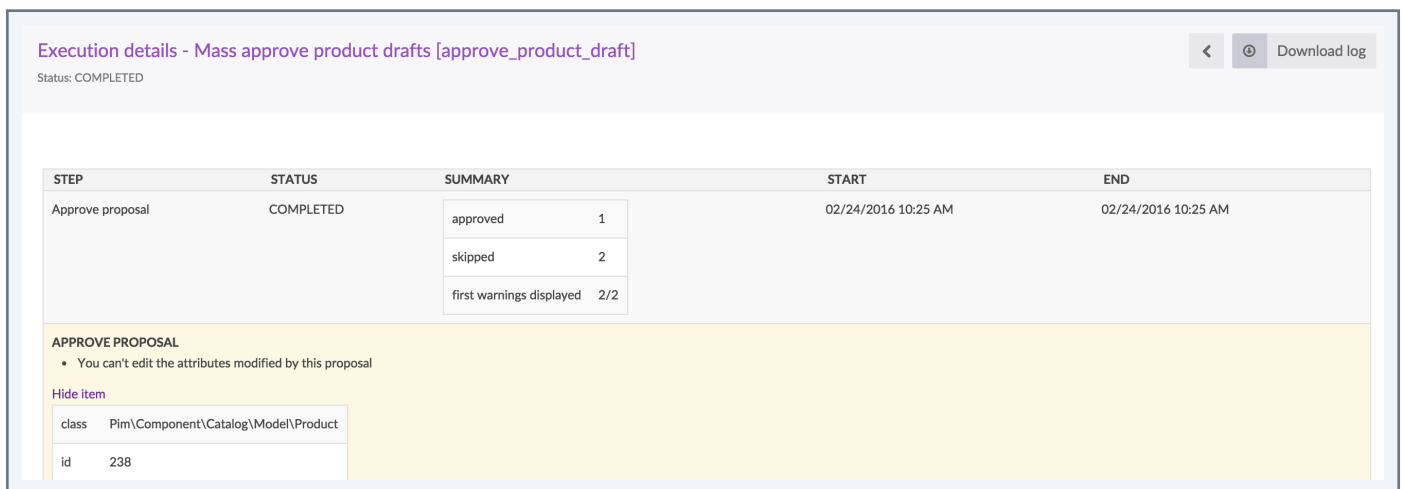 Execution details - Mass approve product drafts [approve_product_draft]
Download log
Status: COMPLETED
STEP STATUS SUMMARY START END
Approve proposal COMPLETED approved 1 02/24/2016 10:25 AM 02/24/2016 10:25 AM
skipped 2
first warnings displayed 2/2
APPROVE PROPOSAL
• You can't edit the attributes modified by this proposal
Hide item
class Pim\Component\Catalog\Model\Product
id 238